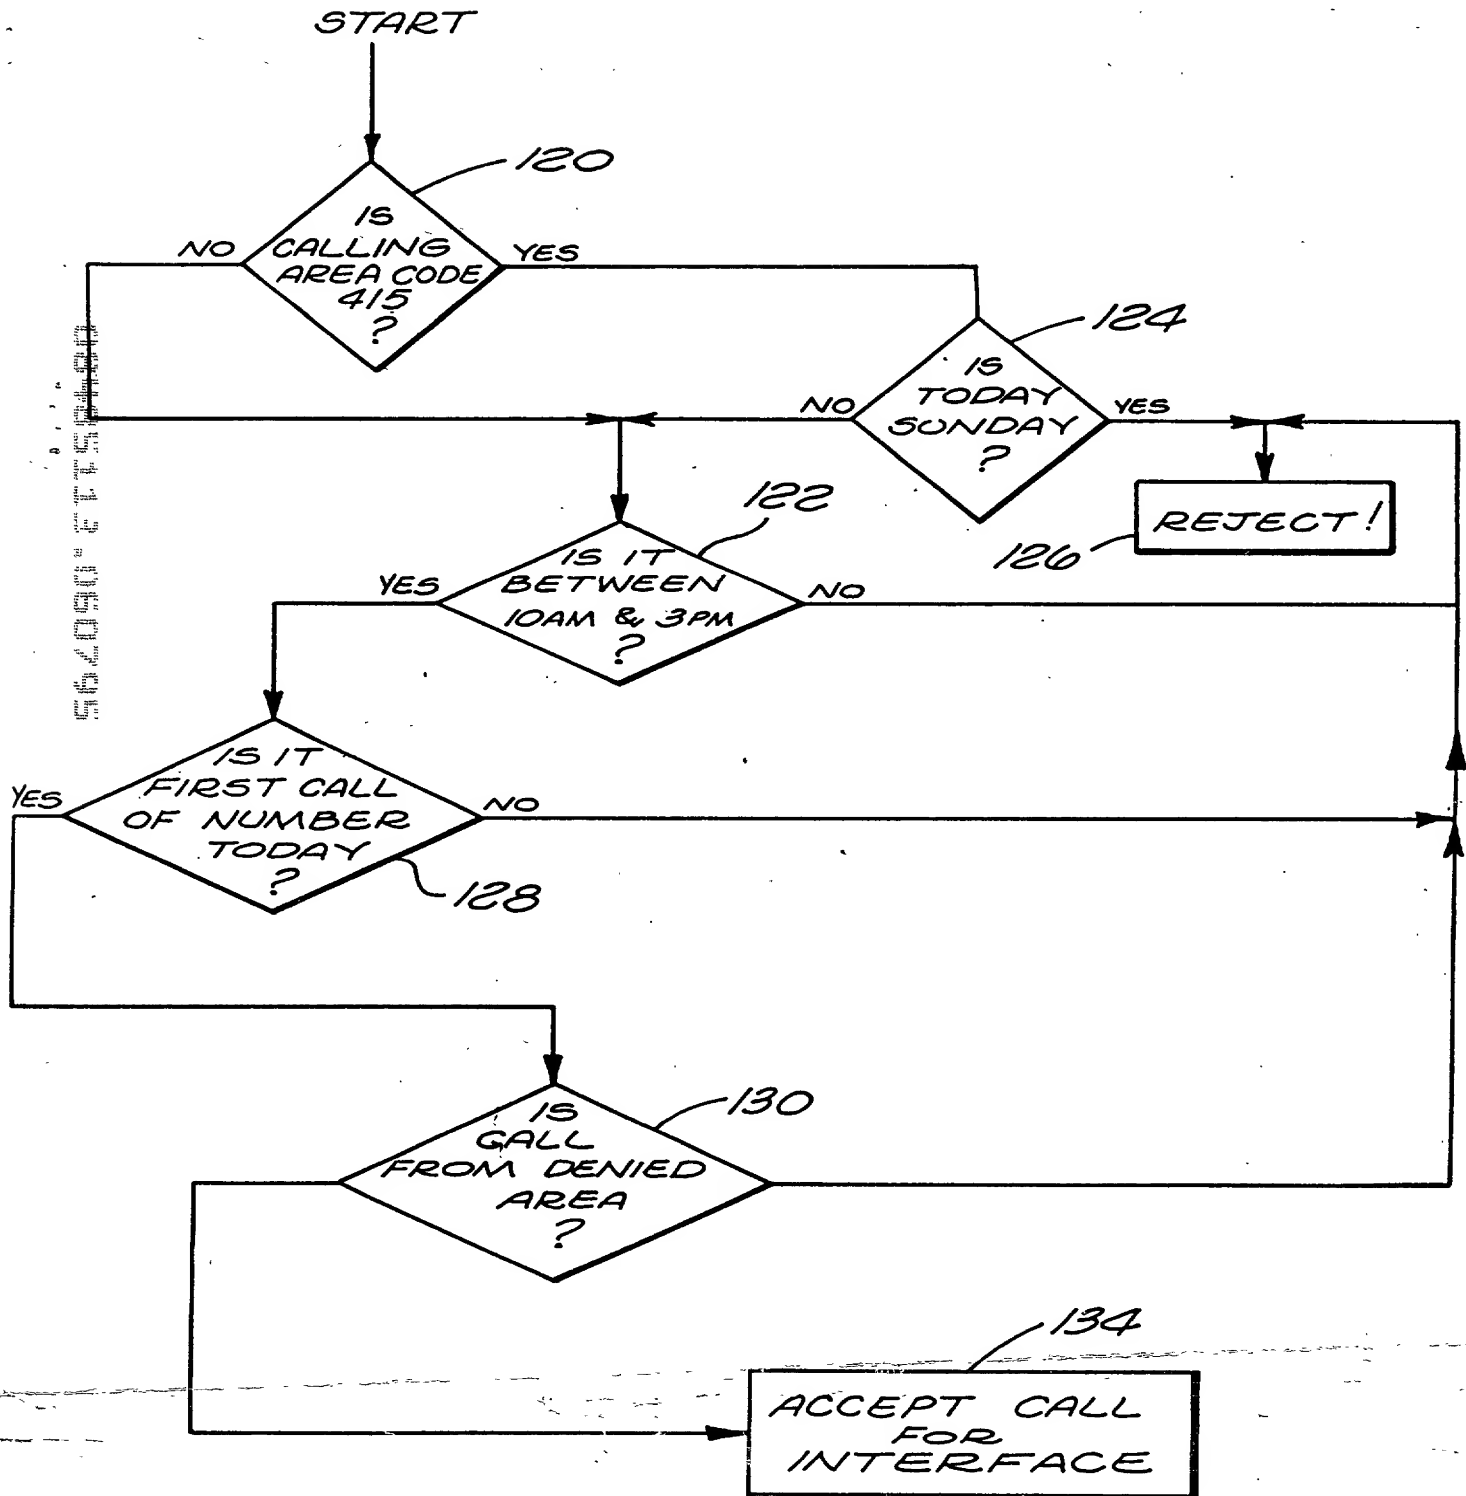 START
120
IS
CALLING
AREA CODE
415
?
NO
YES
124
IS
TODAY
SUNDAY
?
NO
YES
REJECT!
126
122
IS IT
BETWEEN
10AM & 3PM
?
YES
NO
IS IT
FIRST CALL
OF NUMBER
TODAY
?
YES
NO
128
130
IS
CALL
FROM DENIED
AREA
?
134
ACCEPT CALL
FOR
INTERFACE